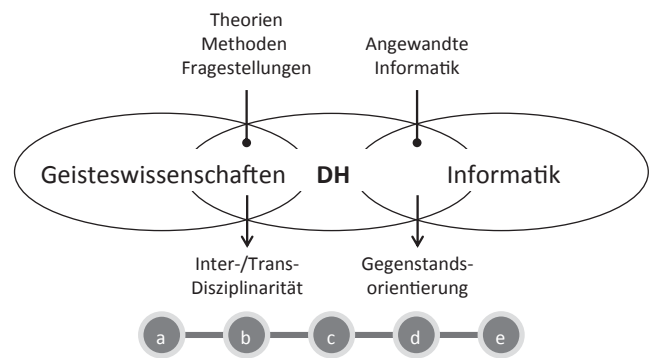 Theorien
Methoden
Fragestellungen
Angewandte
Informatik
Geisteswissenschaften DH Informatik
Inter-/Trans-
Disziplinarität
Gegenstands-
orientierung
a b c d e